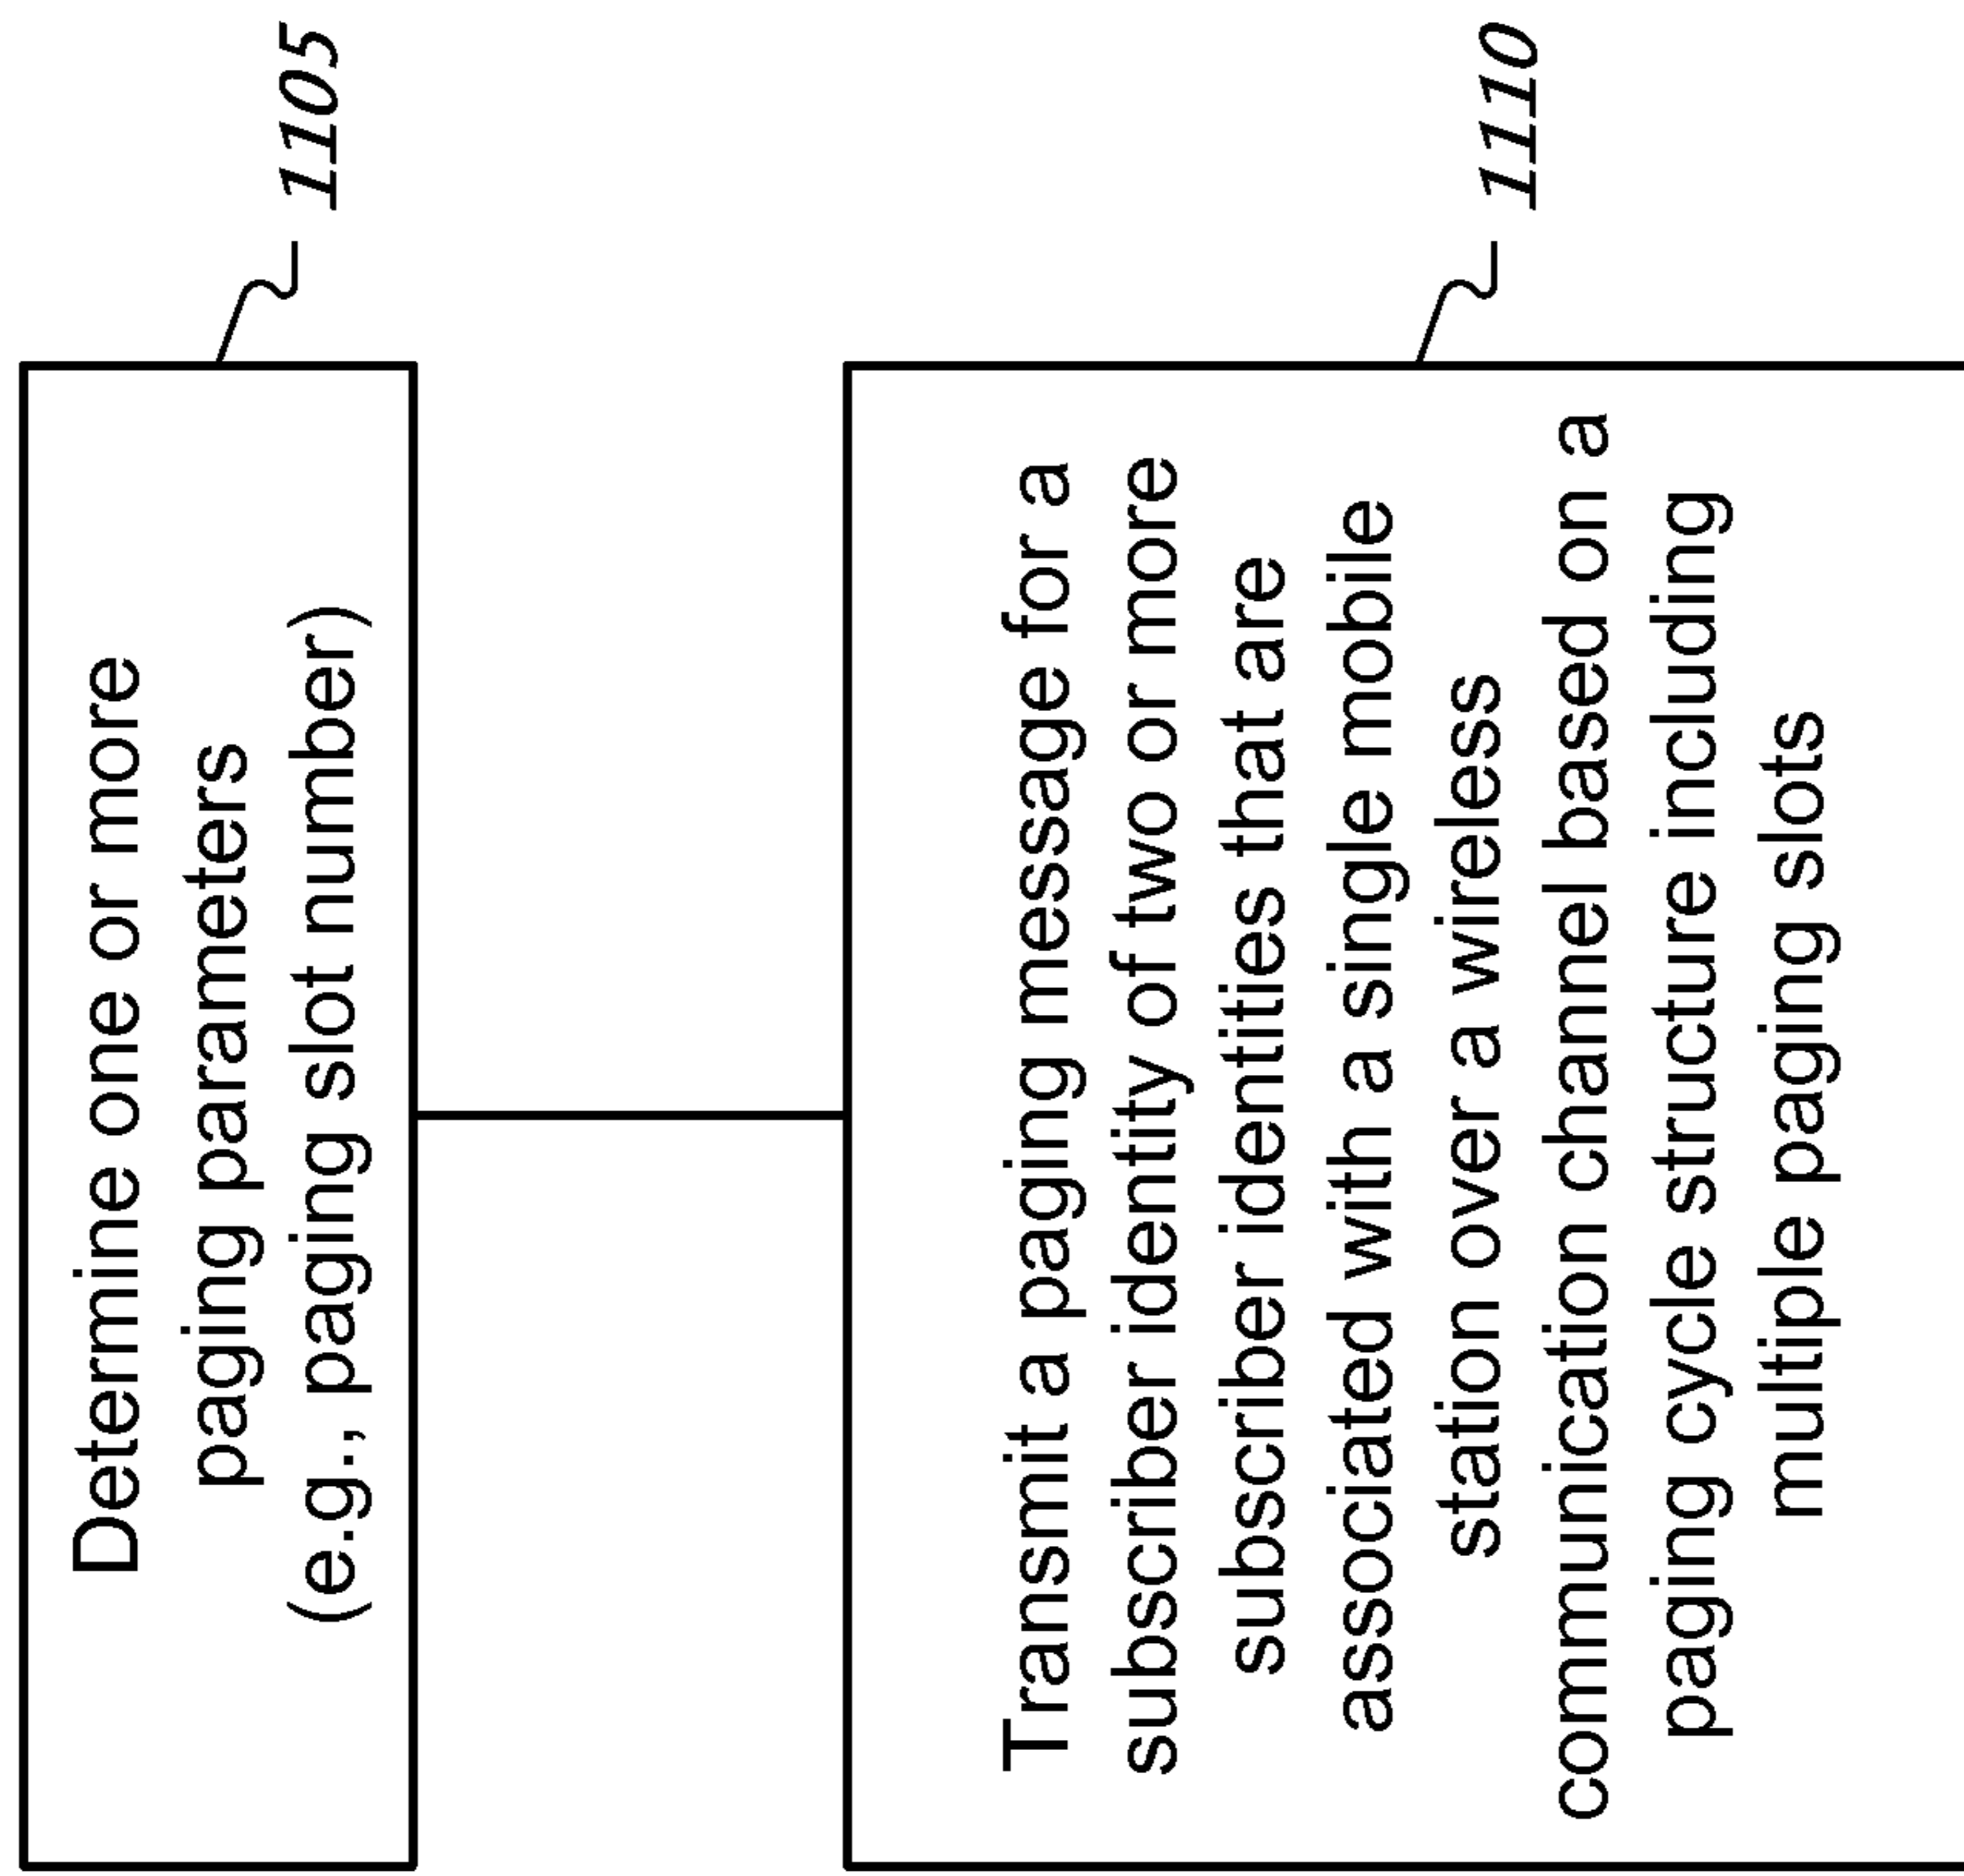 Determine one or more
paging parameters
(e.g., paging slot number)
1105
Transmit a paging message for a
subscriber identity of two or more
subscriber identities that are
associated with a single mobile
station over a wireless
communication channel based on a
paging cycle structure including
multiple paging slots
1110